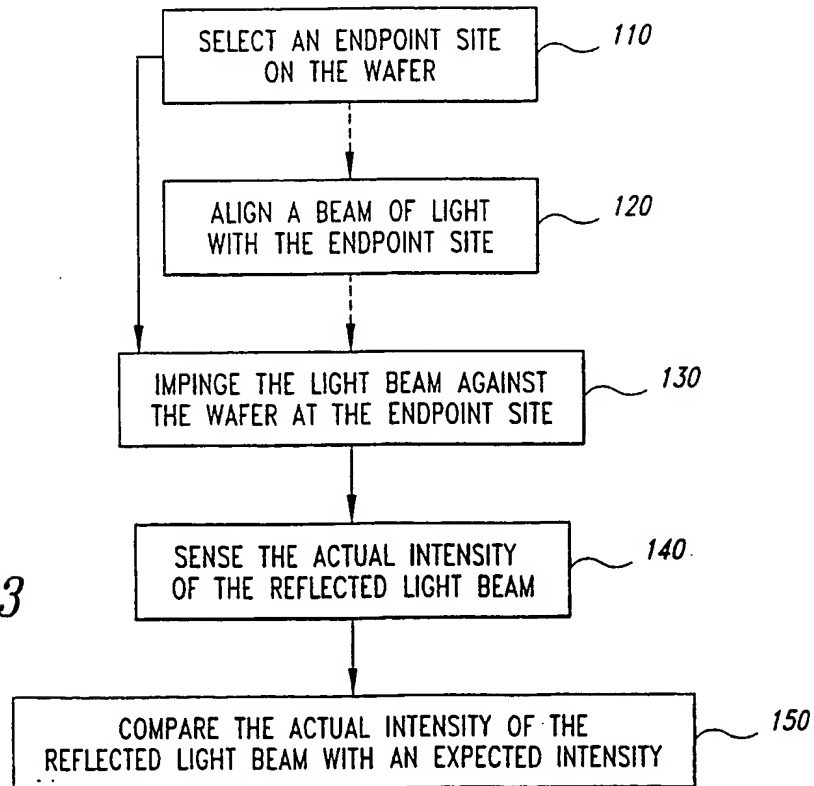 SELECT AN ENDPOINT SITE
ON THE WAFER
110
ALIGN A BEAM OF LIGHT
WITH THE ENDPOINT SITE
120
IMPINGE THE LIGHT BEAM AGAINST
THE WAFER AT THE ENDPOINT SITE
130
SENSE THE ACTUAL INTENSITY
OF THE REFLECTED LIGHT BEAM
140
3
COMPARE THE ACTUAL INTENSITY OF THE
REFLECTED LIGHT BEAM WITH AN EXPECTED INTENSITY
150